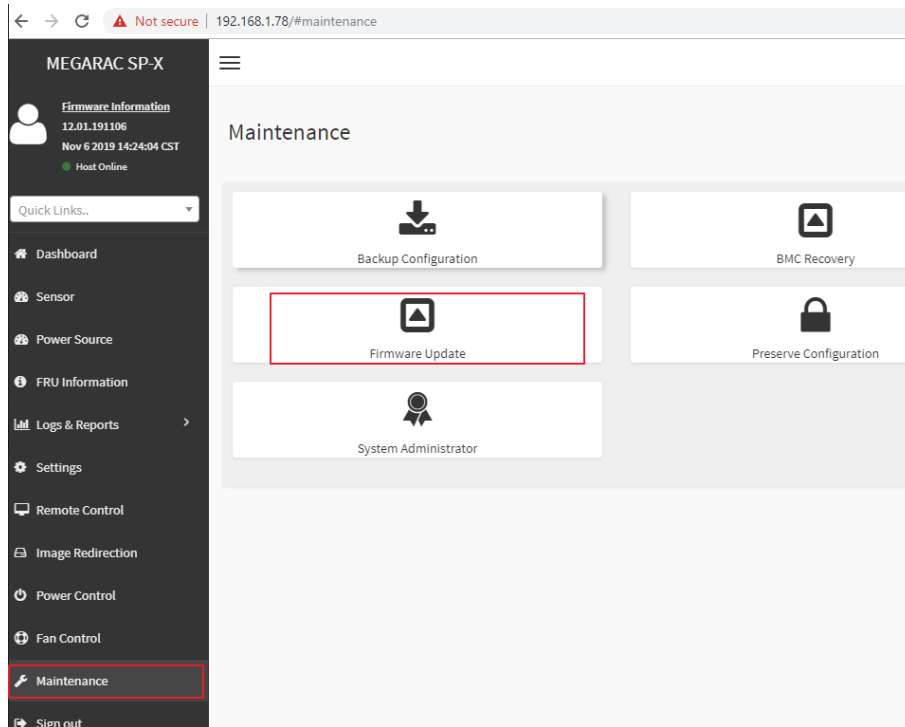 Not secure
192.168.1.78/#maintenance
MEGARAC SP-X
Firmware Information
12.01.191106
Nov 6 2019 14:24:04 CST
Host Online
Quick Links..
Dashboard
Sensor
Power Source
FRU Information
Logs & Reports
Settings
Remote Control
Image Redirection
Power Control
Fan Control
Maintenance
Sign out
Maintenance
Backup Configuration
BMC Recovery
Firmware Update
Preserve Configuration
System Administrator